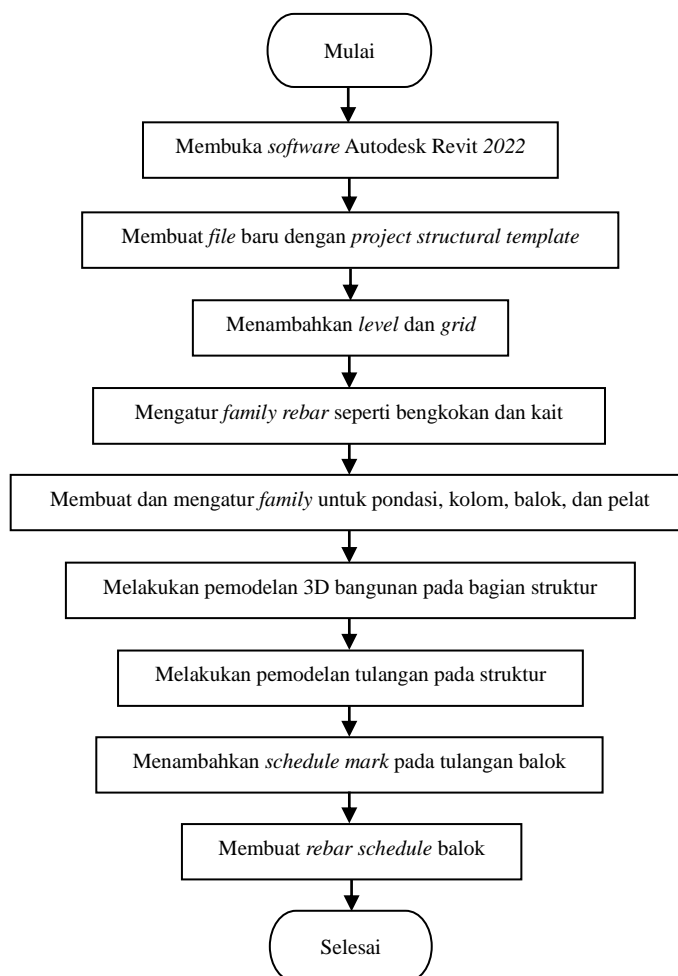 Mulai
Membuka software Autodesk Revit 2022
Membuat file baru dengan project structural template
Menambahkan level dan grid
Mengatur family rebar seperti bengkokan dan kait
Membuat dan mengatur family untuk pondasi, kolom, balok, dan pelat
Melakukan pemodelan 3D bangunan pada bagian struktur
Melakukan pemodelan tulangan pada struktur
Menambahkan schedule mark pada tulangan balok
Membuat rebar schedule balok
Selesai